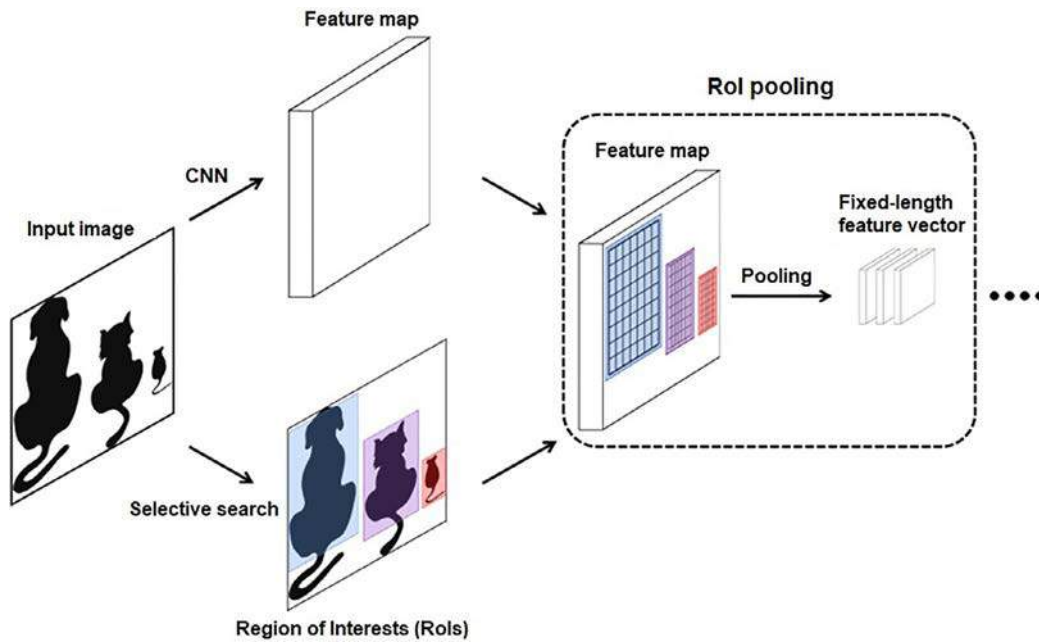 Feature map
RoI pooling
CNN
Feature map
Input image
Fixed-length
feature vector
Pooling
Selective search
Region of Interests (RoIs)